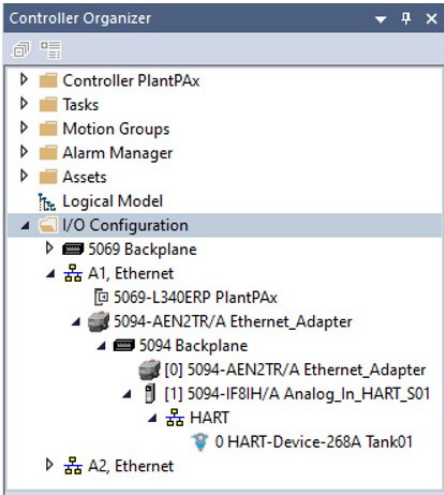 Controller Organizer
Controller PlantPAx
Tasks
Motion Groups
Alarm Manager
Assets
Logical Model
I/O Configuration
5069 Backplane
A1, Ethernet
5069-L340ERP PlantPAx
5094-AEN2TR/A Ethernet_Adapter
5094 Backplane
[0] 5094-AEN2TR/A Ethernet_Adapter
[1] 5094-IF8IH/A Analog_In_HART_S01
HART
0 HART-Device-268A Tank01
A2, Ethernet